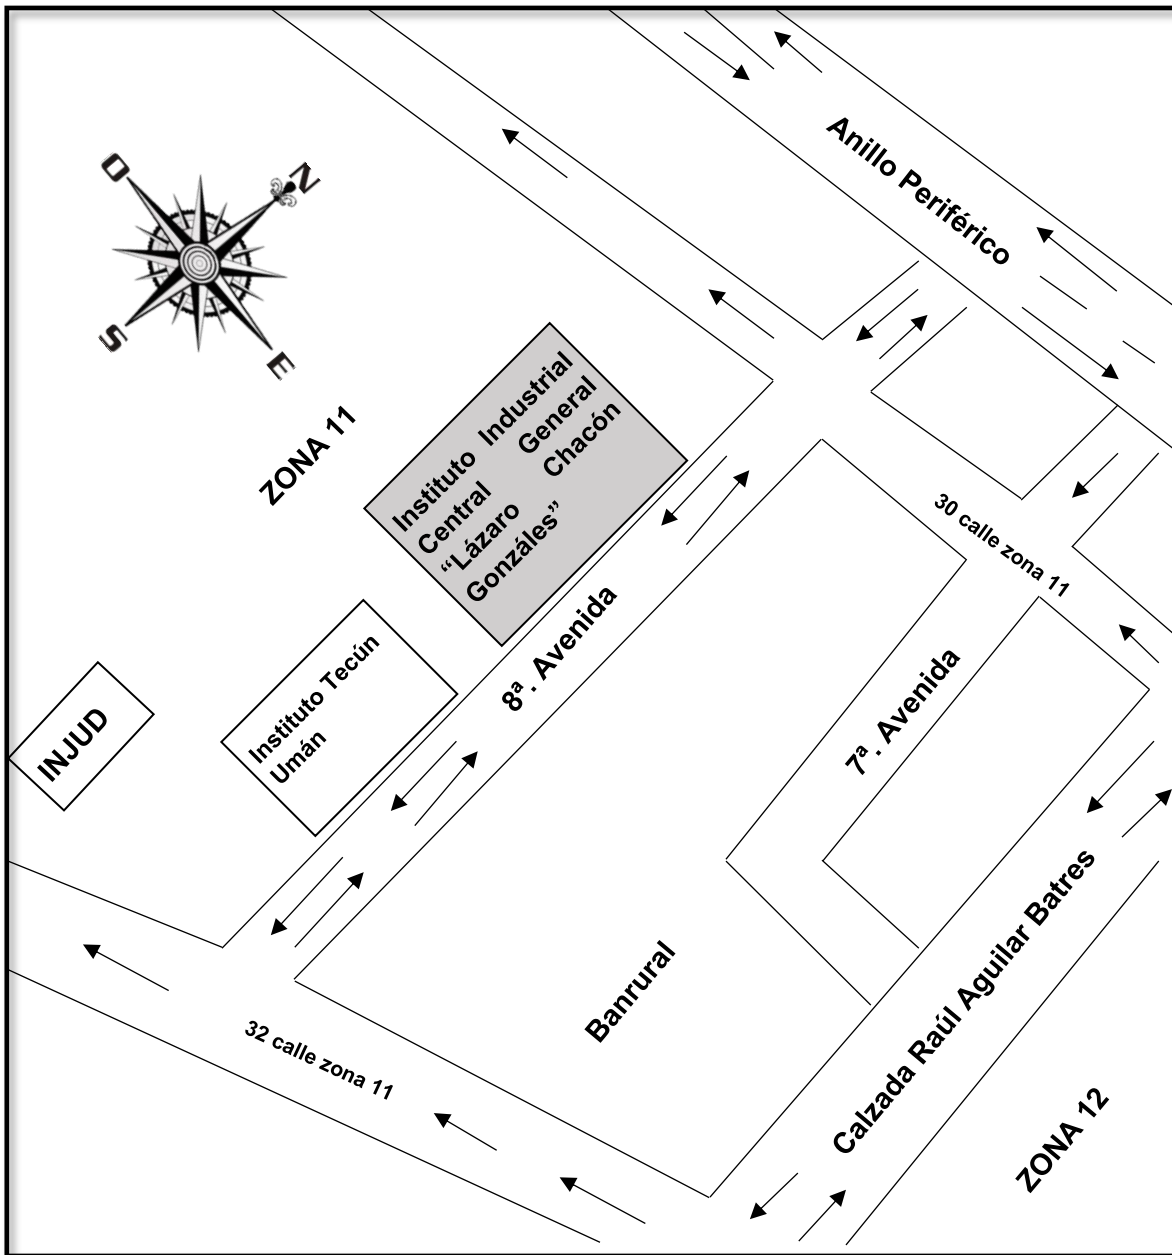 Anillo Periférico
O
N
S
E
ZONA 11
Instituto Industrial
Central General
“Lázaro Chacón
Gonzáles”
30 calle zona 11
8ª. Avenida
Instituto Tecún
Umán
7ª. Avenida
INJUD
Banrural
Calzada Raúl Aguilar Batres
32 calle zona 11
ZONA 12